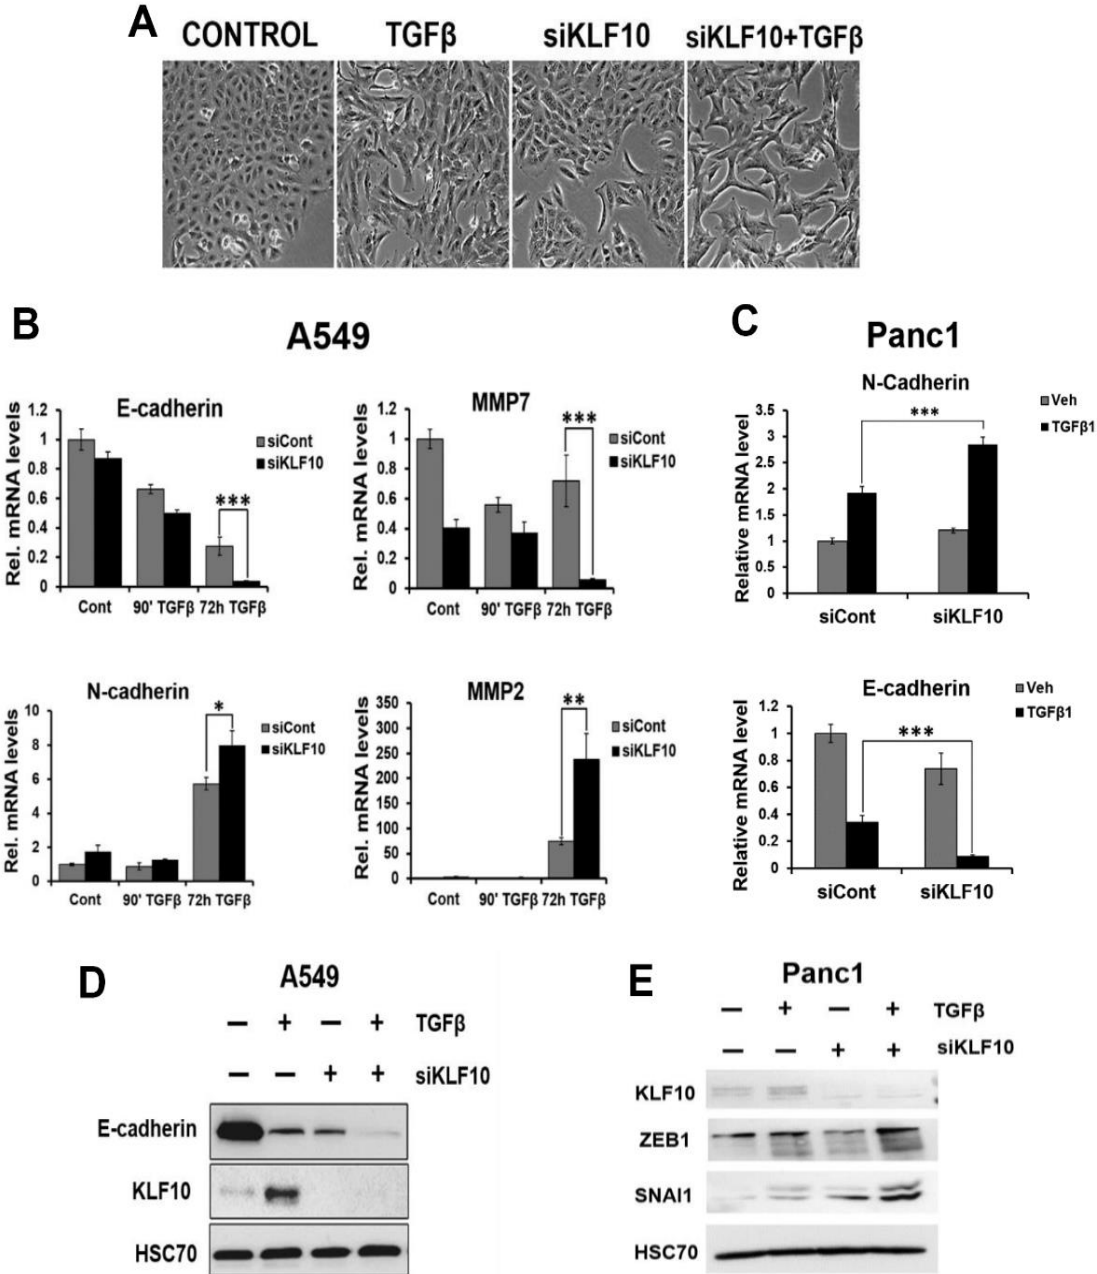 A
CONTROL TGFβ siKLF10 siKLF10+TGFβ
B
A549
E-cadherin
Rel. mRNA levels
1.2
1
0.8
0.6
0.4
0.2
0
***
siCont
siKLF10
Cont 90' TGFβ 72h TGFβ
MMP7
Rel. mRNA levels
1.2
1
0.8
0.6
0.4
0.2
0
***
siCont
siKLF10
Cont 90' TGFβ 72h TGFβ
N-cadherin
Rel. mRNA levels
10
8
6
4
2
0
*
siCont
siKLF10
Cont 90' TGFβ 72h TGFβ
MMP2
Rel. mRNA levels
350
300
250
200
150
100
50
0
**
siCont
siKLF10
Cont 90' TGFβ 72h TGFβ
C
Panc1
N-Cadherin
Relative mRNA level
3.5
3
2.5
2
1.5
1
0.5
0
***
Veh
TGFβ1
siCont siKLF10
E-cadherin
Relative mRNA level
1.2
1
0.8
0.6
0.4
0.2
0
***
Veh
TGFβ1
siCont siKLF10
D
A549
– + – + TGFβ
– – + + siKLF10
E-cadherin
KLF10
HSC70
E
Panc1
– + – + TGFβ
– – + + siKLF10
KLF10
ZEB1
SNAI1
HSC70